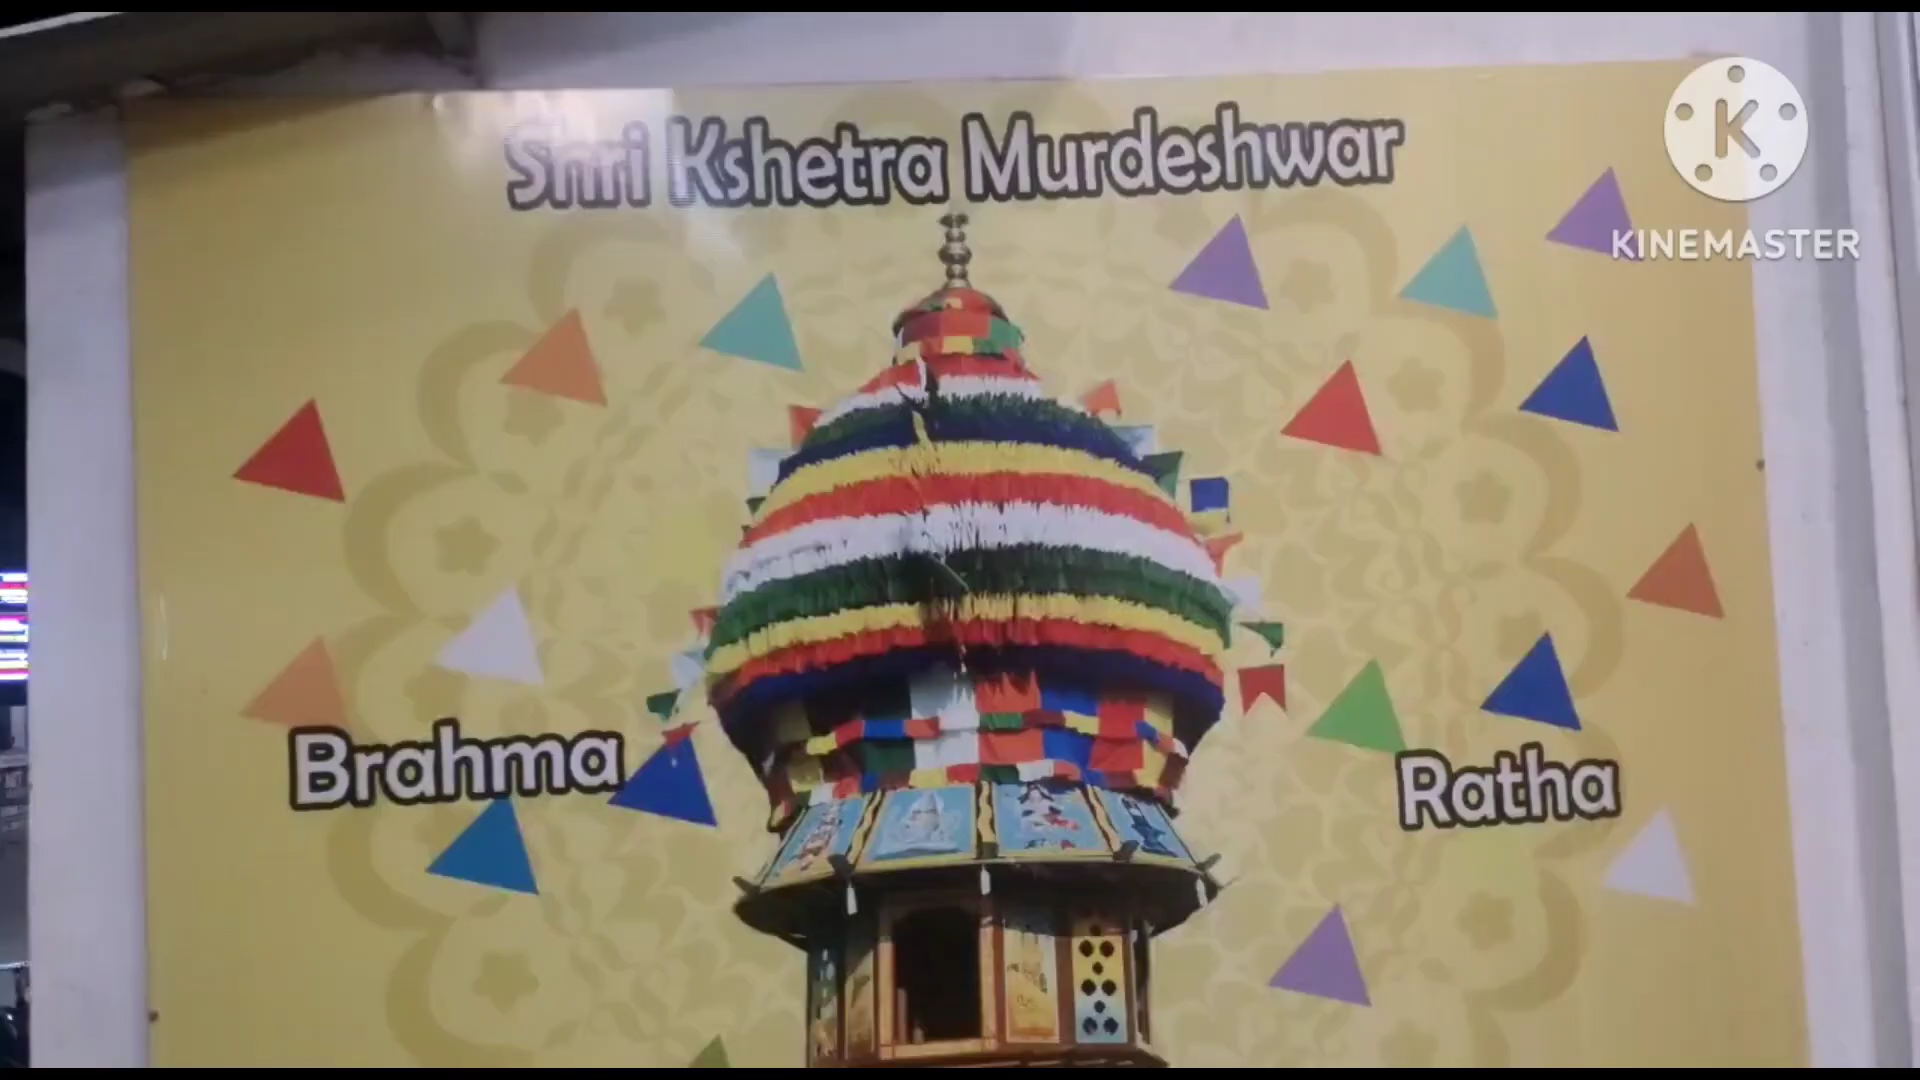 Shri Kshetra Murdeshwar
K
KINEMASTER
Brahma
Ratha